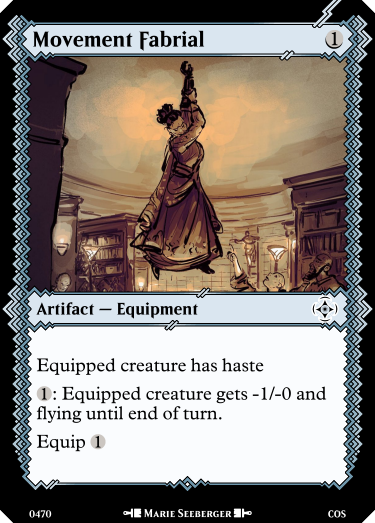 Movement Fabrial 1
Artifact — Equipment
Equipped creature has haste
1: Equipped creature gets -1/-0 and
flying until end of turn.
Equip 1
0470 Marie Seeberger COS